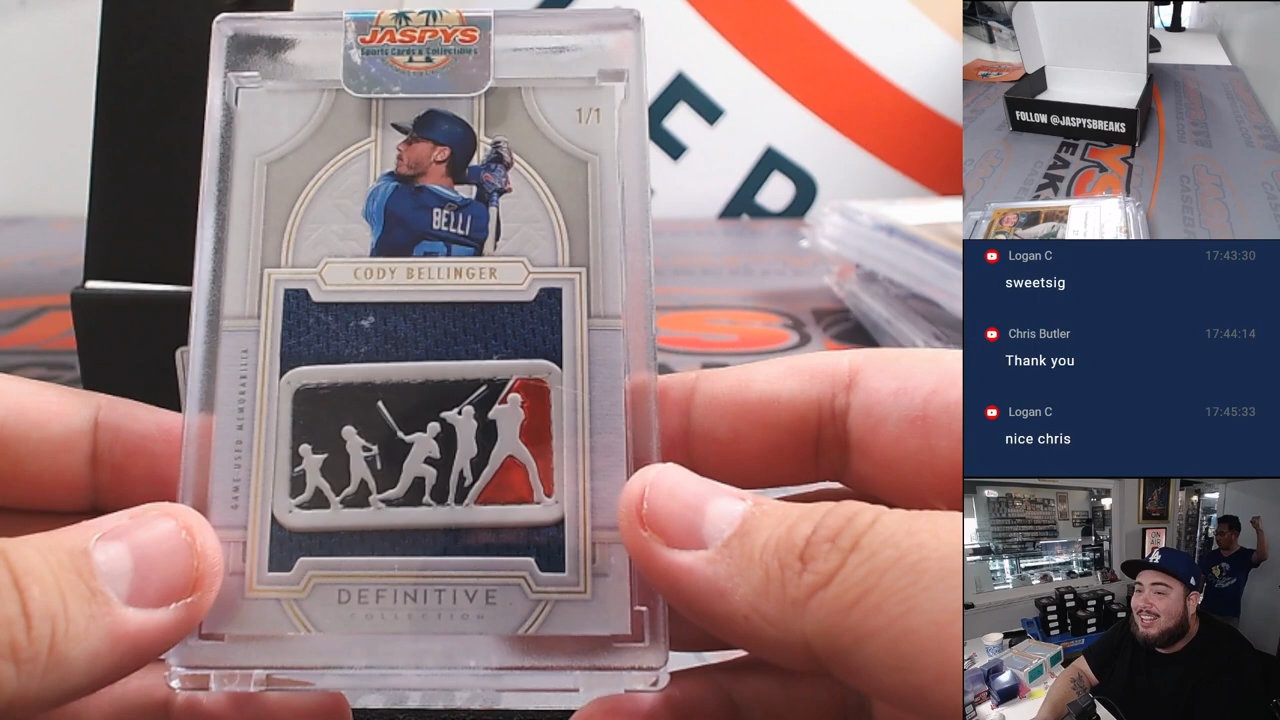 JASPYS
Sports Cards & Collectibles
1/1
BELLI
CODY BELLINGER
GAME-USED MEMORABILIA
DEFINITIVE
COLLECTION
E
R
FOLLOW @JASPYSBREAKS
Logan C 17:43:30
sweetsig
Chris Butler 17:44:14
Thank you
Logan C 17:45:33
nice chris
ON
AIR
LA